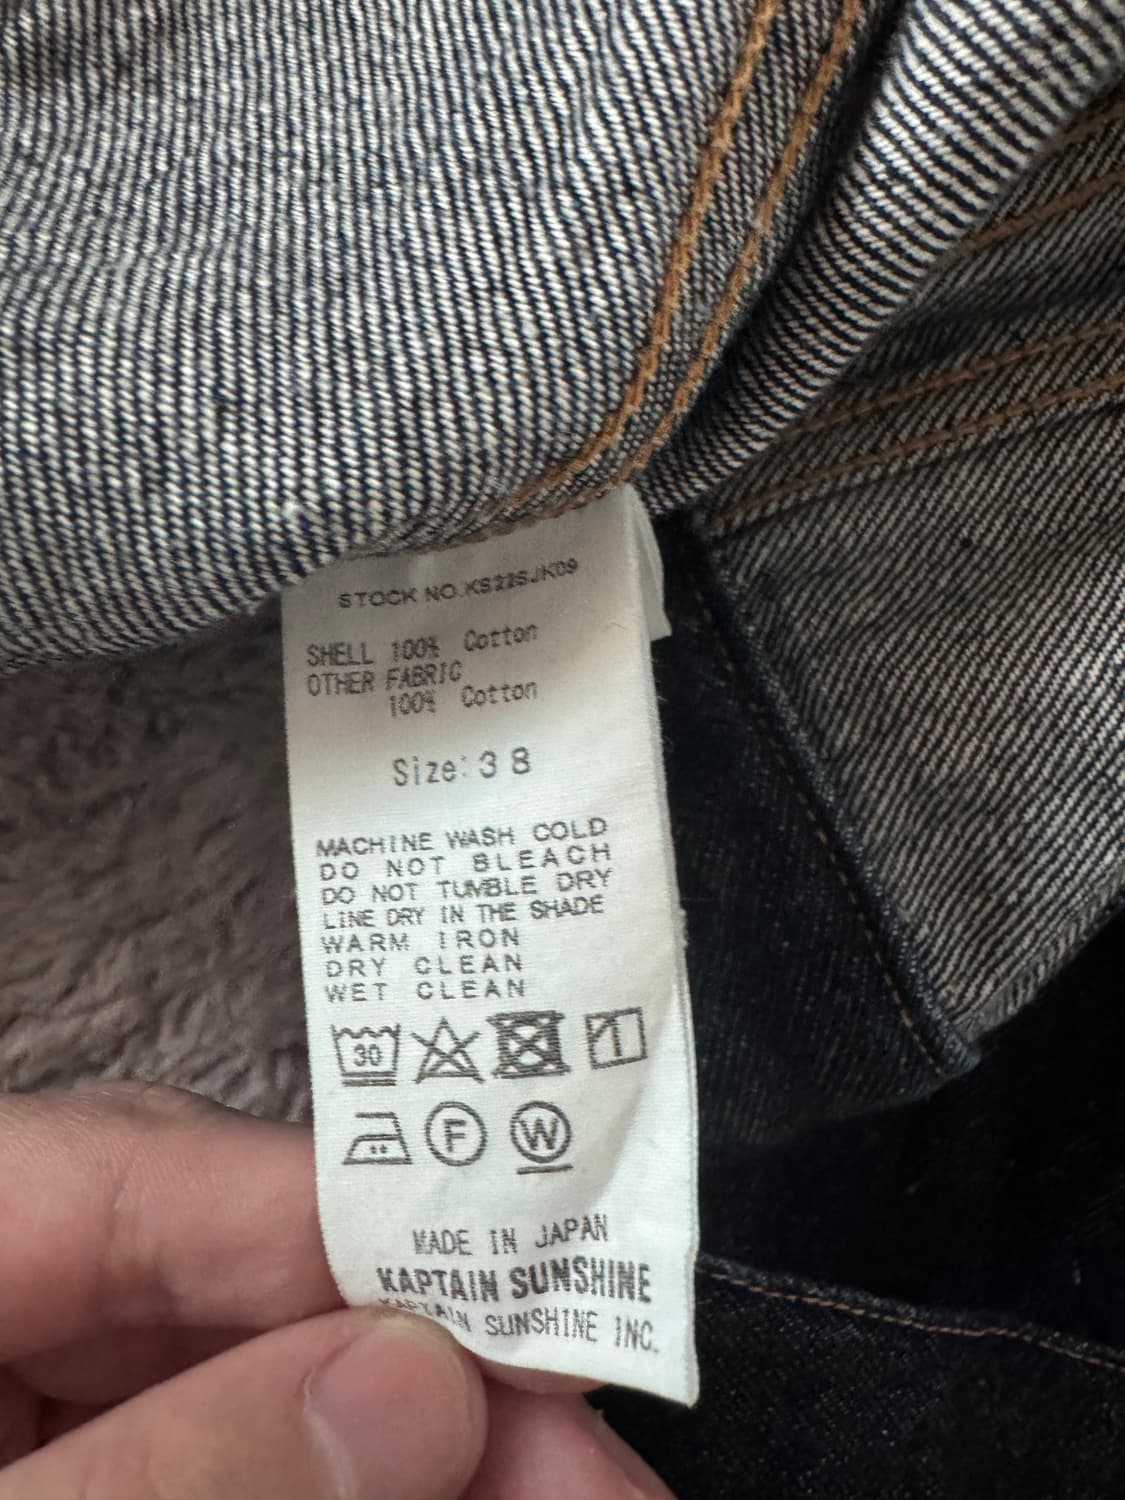 STOCK NO.KS22SJK09
SHELL 100% Cotton
OTHER FABRIC
100% Cotton
Size:38
MACHINE WASH COLD
DO NOT BLEACH
DO NOT TUMBLE DRY
LINE DRY IN THE SHADE
WARM IRON
DRY CLEAN
WET CLEAN
30
F W
MADE IN JAPAN
KAPTAIN SUNSHINE
KAPTAIN SUNSHINE INC.